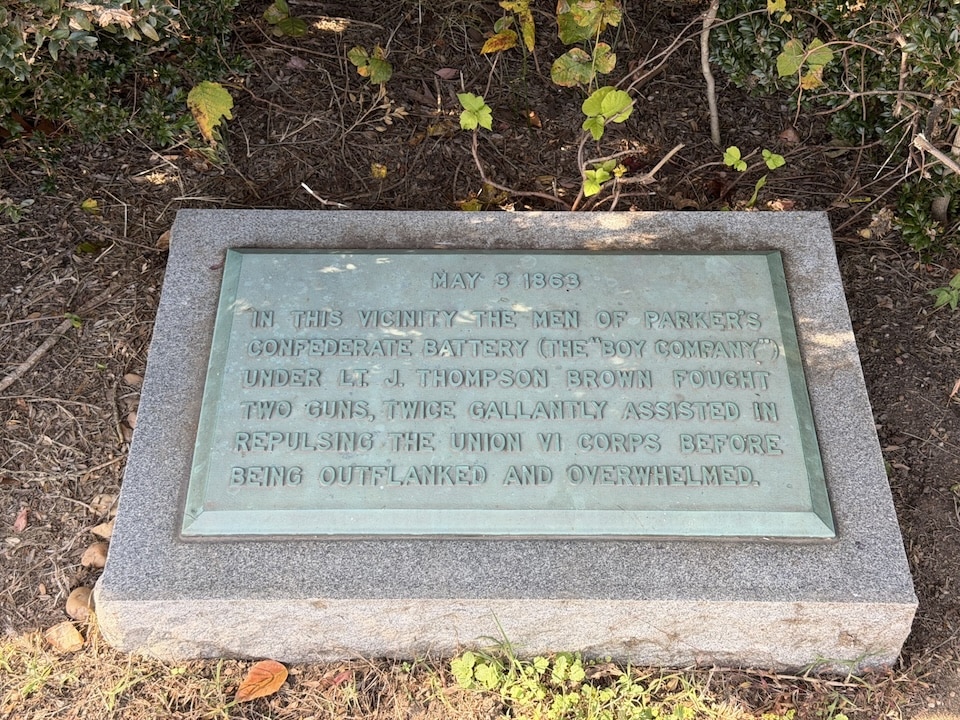 MAY 3 1863
IN THIS VICINITY THE MEN OF PARKER'S
CONFEDERATE BATTERY (THE "BOY COMPANY")
UNDER LT. J. THOMPSON BROWN FOUGHT
TWO GUNS, TWICE GALLANTLY ASSISTED IN
REPULSING THE UNION VI CORPS BEFORE
BEING OUTFLANKED AND OVERWHELMED.